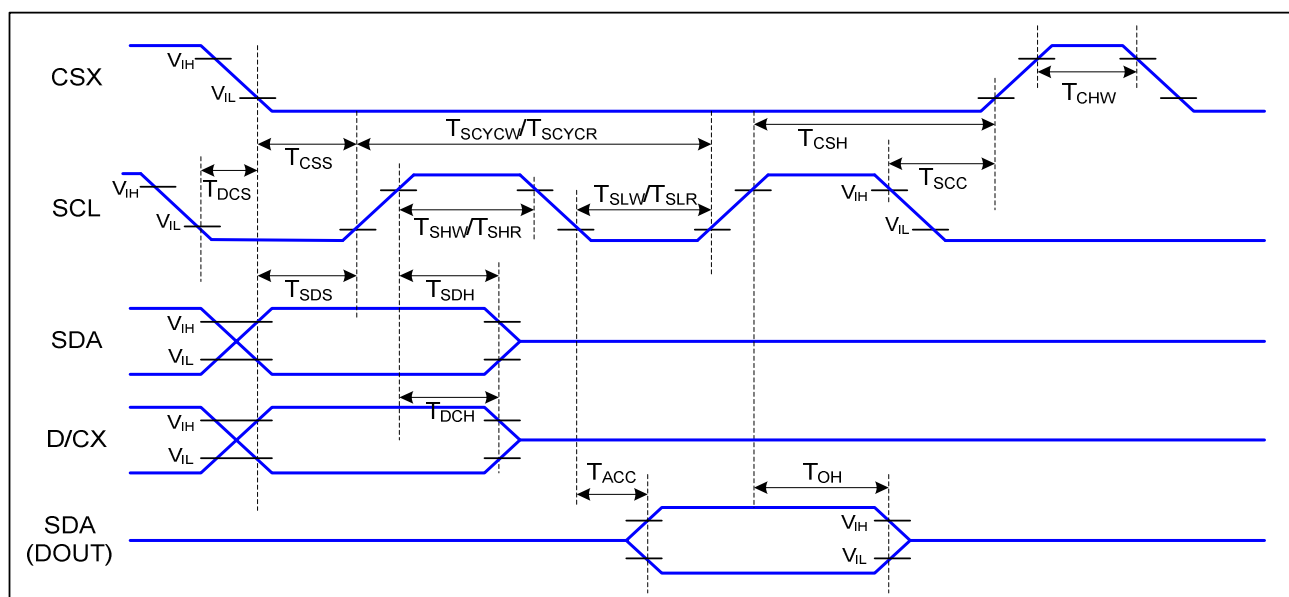 CSX
VIH
VIL
TCHW
TSCYCW/TSCYCR
TCSH
TCSS
TDCS
TSCC
SCL
VIH
VIL
TSLW/TSLR
TSHW/TSHR
VIH
VIL
TSDS
TSDH
SDA
VIH
VIL
TDCH
D/CX
VIH
VIL
TACC
TOH
SDA
(DOUT)
VIH
VIL